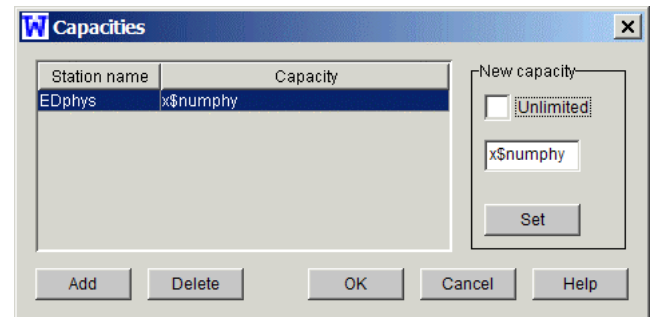 W Capacities
Station name Capacity
EDphys x$numphy
New capacity
Unlimited
x$numphy
Set
Add Delete OK Cancel Help